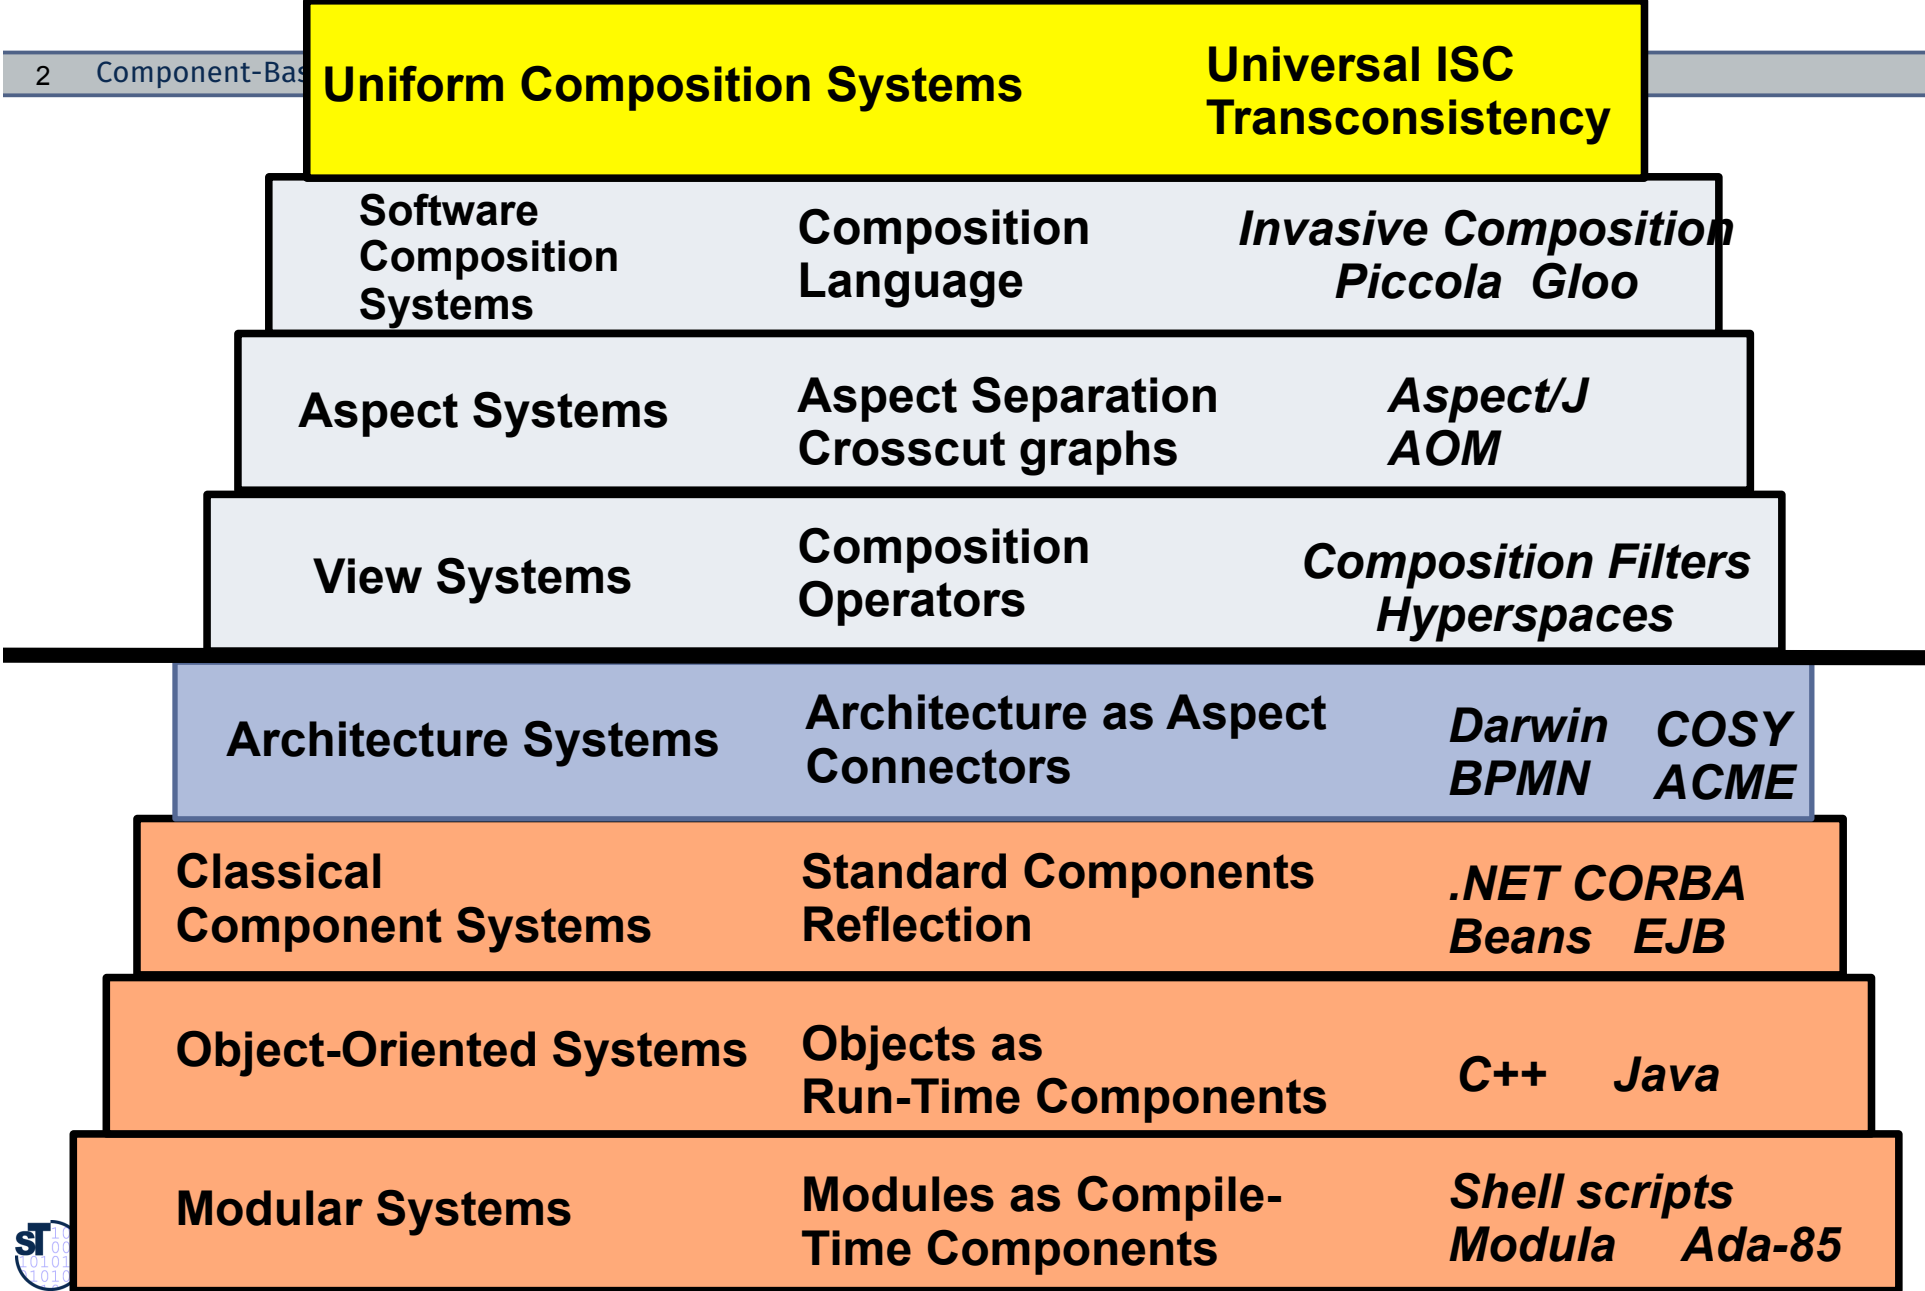 2 Component-Bas
Uniform Composition Systems
Universal ISC
Transconsistency
Software
Composition
Systems
Composition
Language
Invasive Composition
Piccola Gloo
Aspect Systems
Aspect Separation
Crosscut graphs
Aspect/J
AOM
View Systems
Composition
Operators
Composition Filters
Hyperspaces
Architecture Systems
Architecture as Aspect
Connectors
Darwin COSY
BPMN ACME
Classical
Component Systems
Standard Components
Reflection
.NET CORBA
Beans EJB
Object-Oriented Systems
Objects as
Run-Time Components
C++ Java
Modular Systems
Modules as Compile-
Time Components
Shell scripts
Modula Ada-85
ST